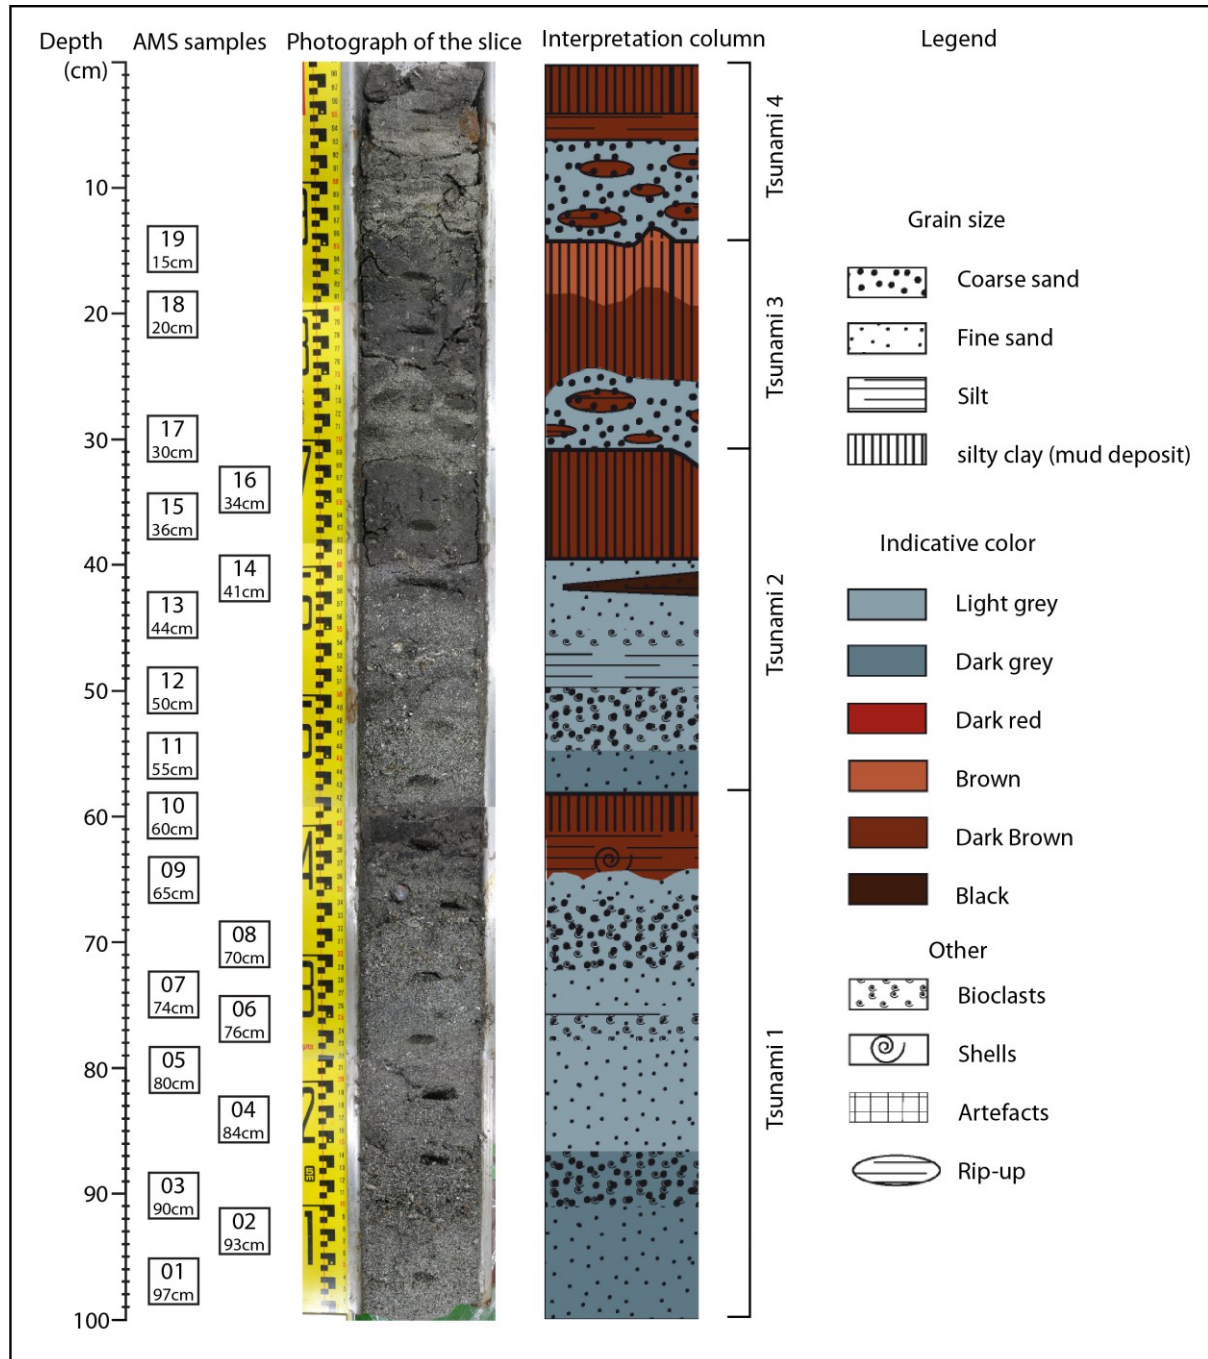 Depth
(cm)
AMS samples
Photograph of the slice
Interpretation column
Legend
10
20
30
40
50
60
70
80
90
100
19
15cm
18
20cm
17
30cm
16
34cm
15
36cm
14
41cm
13
44cm
12
50cm
11
55cm
10
60cm
09
65cm
08
70cm
07
74cm
06
76cm
05
80cm
04
84cm
03
90cm
02
93cm
01
97cm
Tsunami 4
Tsunami 3
Tsunami 2
Tsunami 1
Grain size
Coarse sand
Fine sand
Silt
silty clay (mud deposit)
Indicative color
Light grey
Dark grey
Dark red
Brown
Dark Brown
Black
Other
Bioclasts
Shells
Artefacts
Rip-up